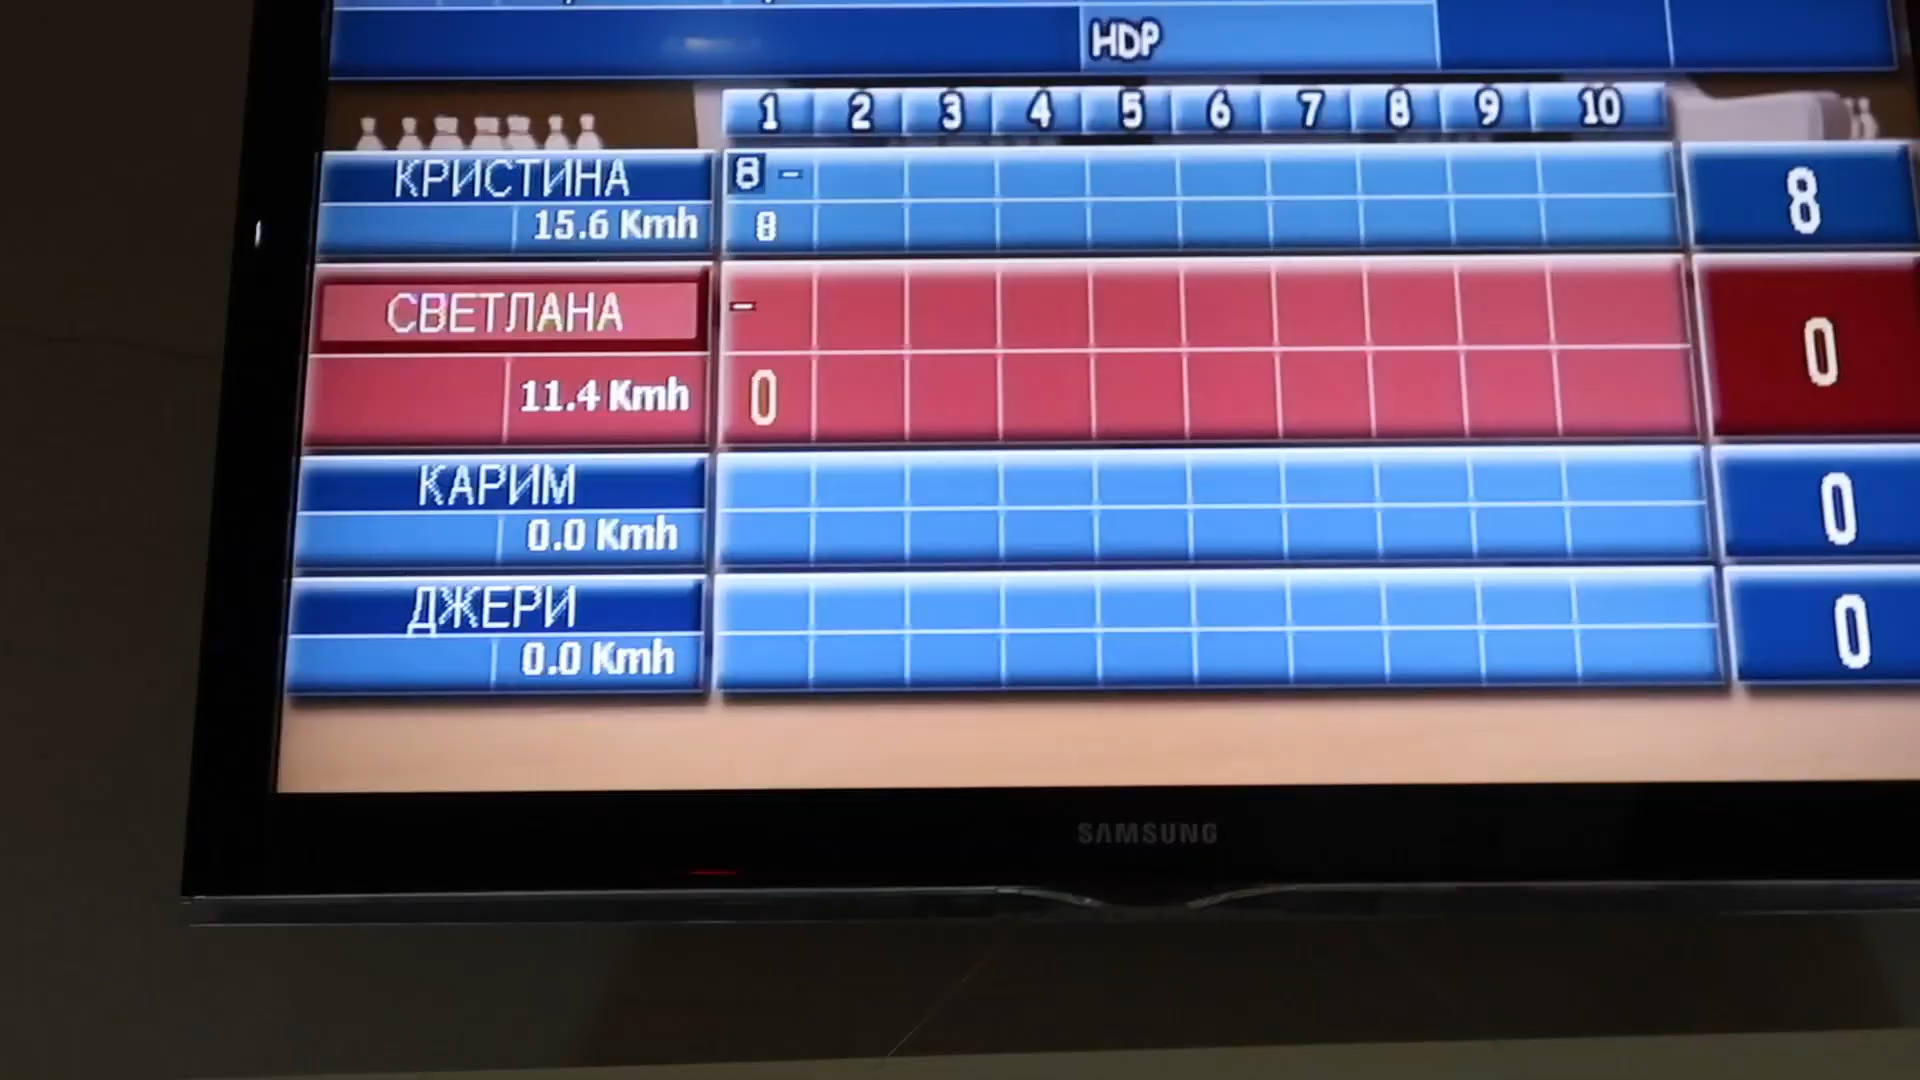 HDP
1 2 3 4 5 6 7 8 9 10
КРИСТИНА 8 - 8
15.6 Kmh 8
СВЕТЛАНА - 0
11.4 Kmh 0
КАРИМ 0
0.0 Kmh
ДЖЕРИ 0
0.0 Kmh
SAMSUNG